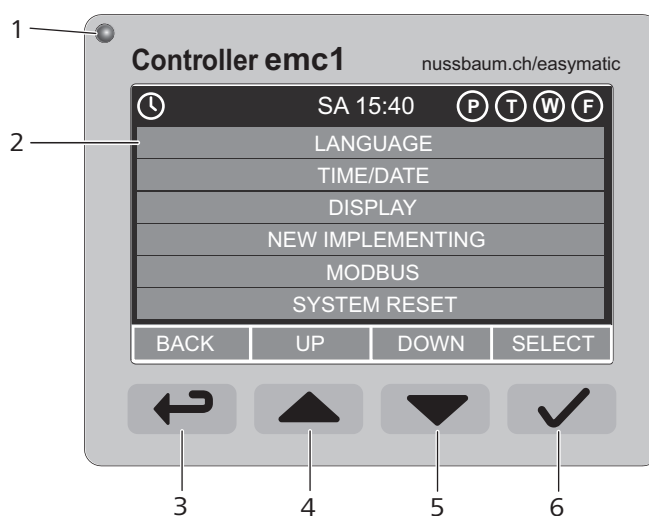 1
Controller emc1 nussbaum.ch/easymatic
SA 15:40 P T W F
2
LANGUAGE
TIME/DATE
DISPLAY
NEW IMPLEMENTING
MODBUS
SYSTEM RESET
BACK UP DOWN SELECT
3 4 5 6